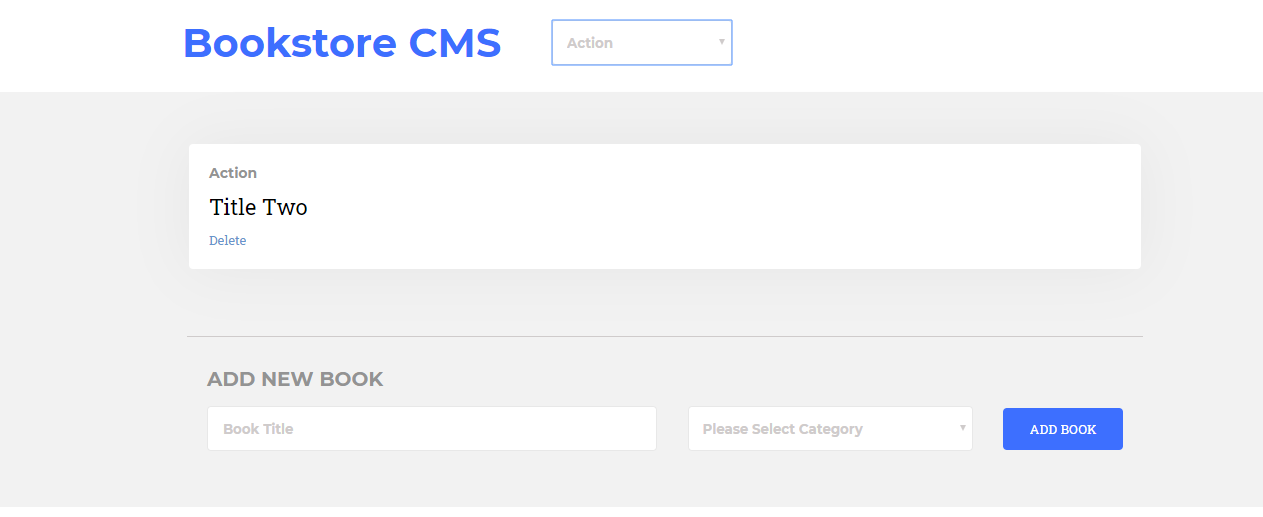 Bookstore CMS
Action
Action
Title Two
Delete
ADD NEW BOOK
Book Title
Please Select Category
ADD BOOK